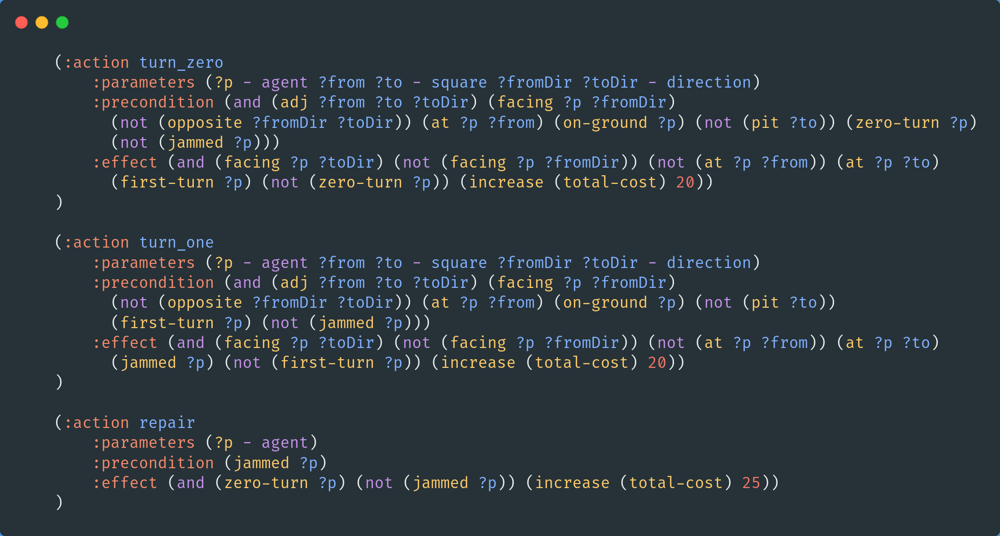 (:action turn_zero
:parameters (?p - agent ?from ?to - square ?fromDir ?toDir - direction)
:precondition (and (adj ?from ?to ?toDir) (facing ?p ?fromDir)
(not (opposite ?fromDir ?toDir)) (at ?p ?from) (on-ground ?p) (not (pit ?to)) (zero-turn ?p)
(not (jammed ?p)))
:effect (and (facing ?p ?toDir) (not (facing ?p ?fromDir)) (not (at ?p ?from)) (at ?p ?to)
(first-turn ?p) (not (zero-turn ?p)) (increase (total-cost) 20))
)
(:action turn_one
:parameters (?p - agent ?from ?to - square ?fromDir ?toDir - direction)
:precondition (and (adj ?from ?to ?toDir) (facing ?p ?fromDir)
(not (opposite ?fromDir ?toDir)) (at ?p ?from) (on-ground ?p) (not (pit ?to))
(first-turn ?p) (not (jammed ?p)))
:effect (and (facing ?p ?toDir) (not (facing ?p ?fromDir)) (not (at ?p ?from)) (at ?p ?to)
(jammed ?p) (not (first-turn ?p)) (increase (total-cost) 20))
)
(:action repair
:parameters (?p - agent)
:precondition (jammed ?p)
:effect (and (zero-turn ?p) (not (jammed ?p)) (increase (total-cost) 25))
)